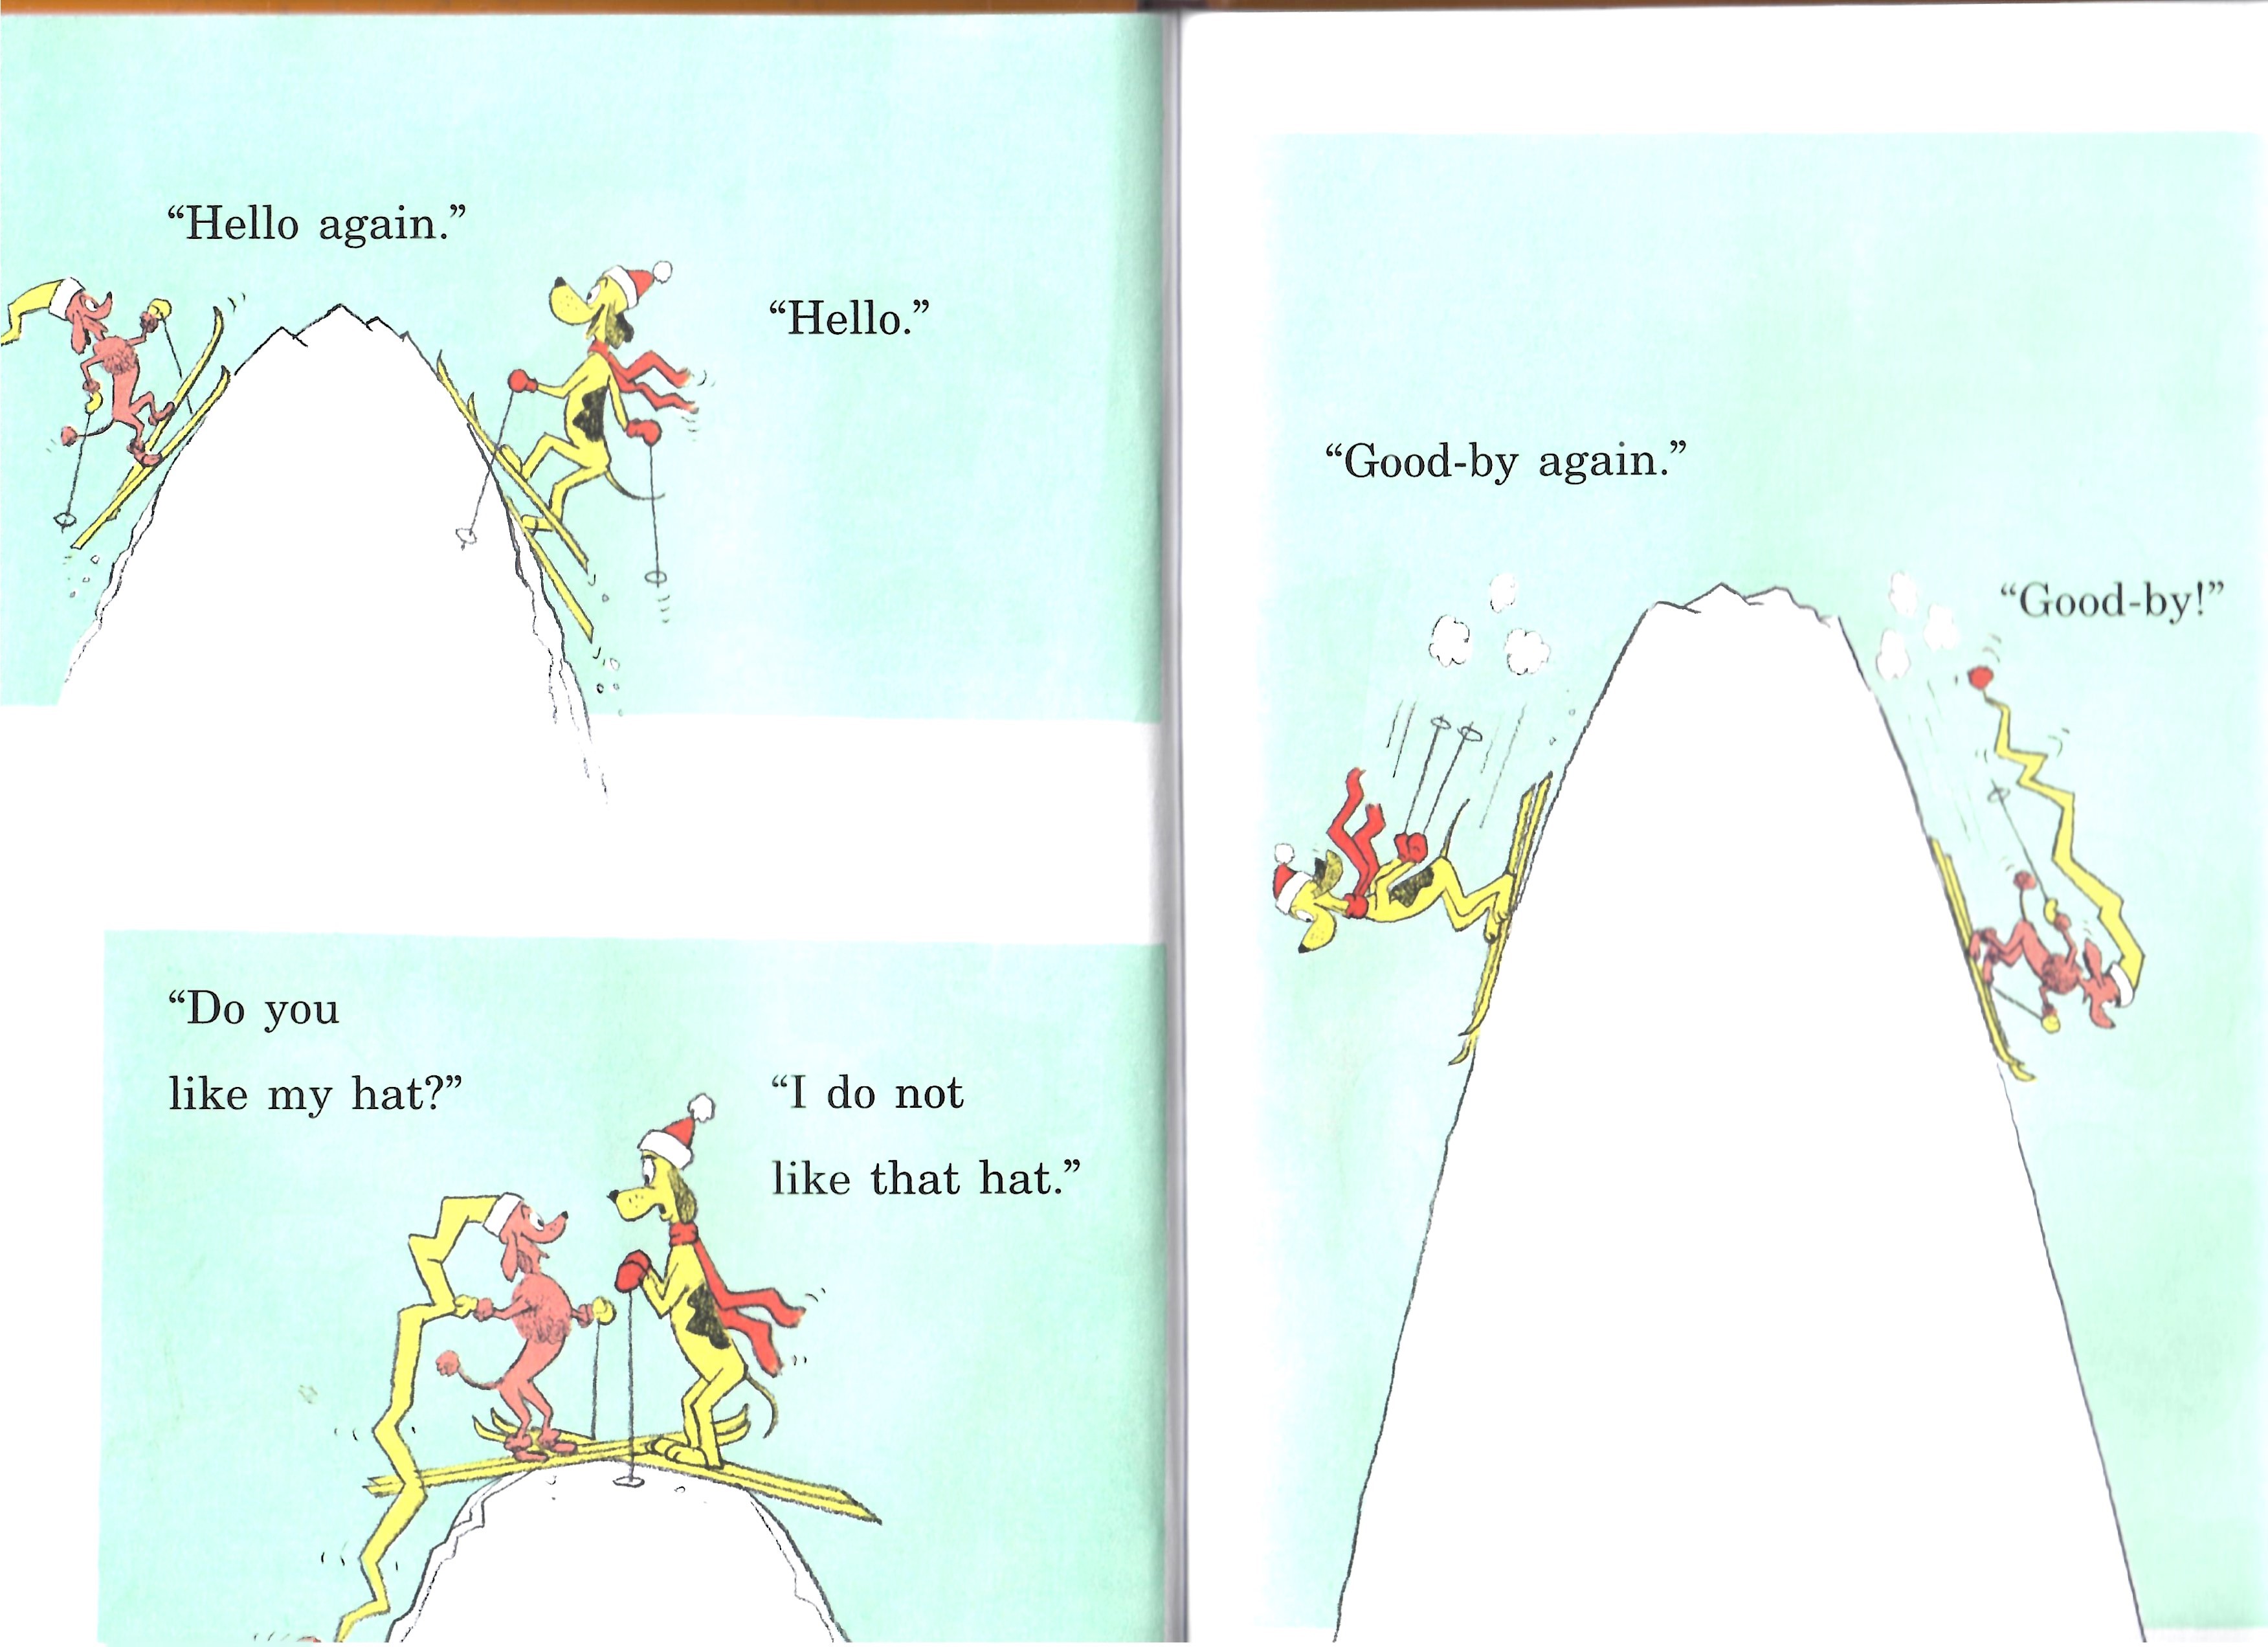 “Hello again.”
“Hello.”
“Do you
like my hat?”
“I do not
like that hat.”
“Good-by again.”
“Good-by!”